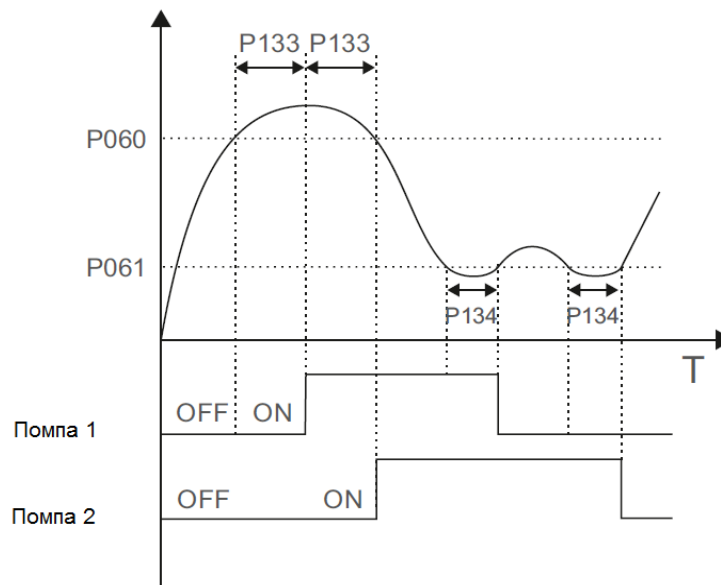 P133 P133
P060
P061
P134 P134
T
OFF ON
Помпа 1
OFF ON
Помпа 2